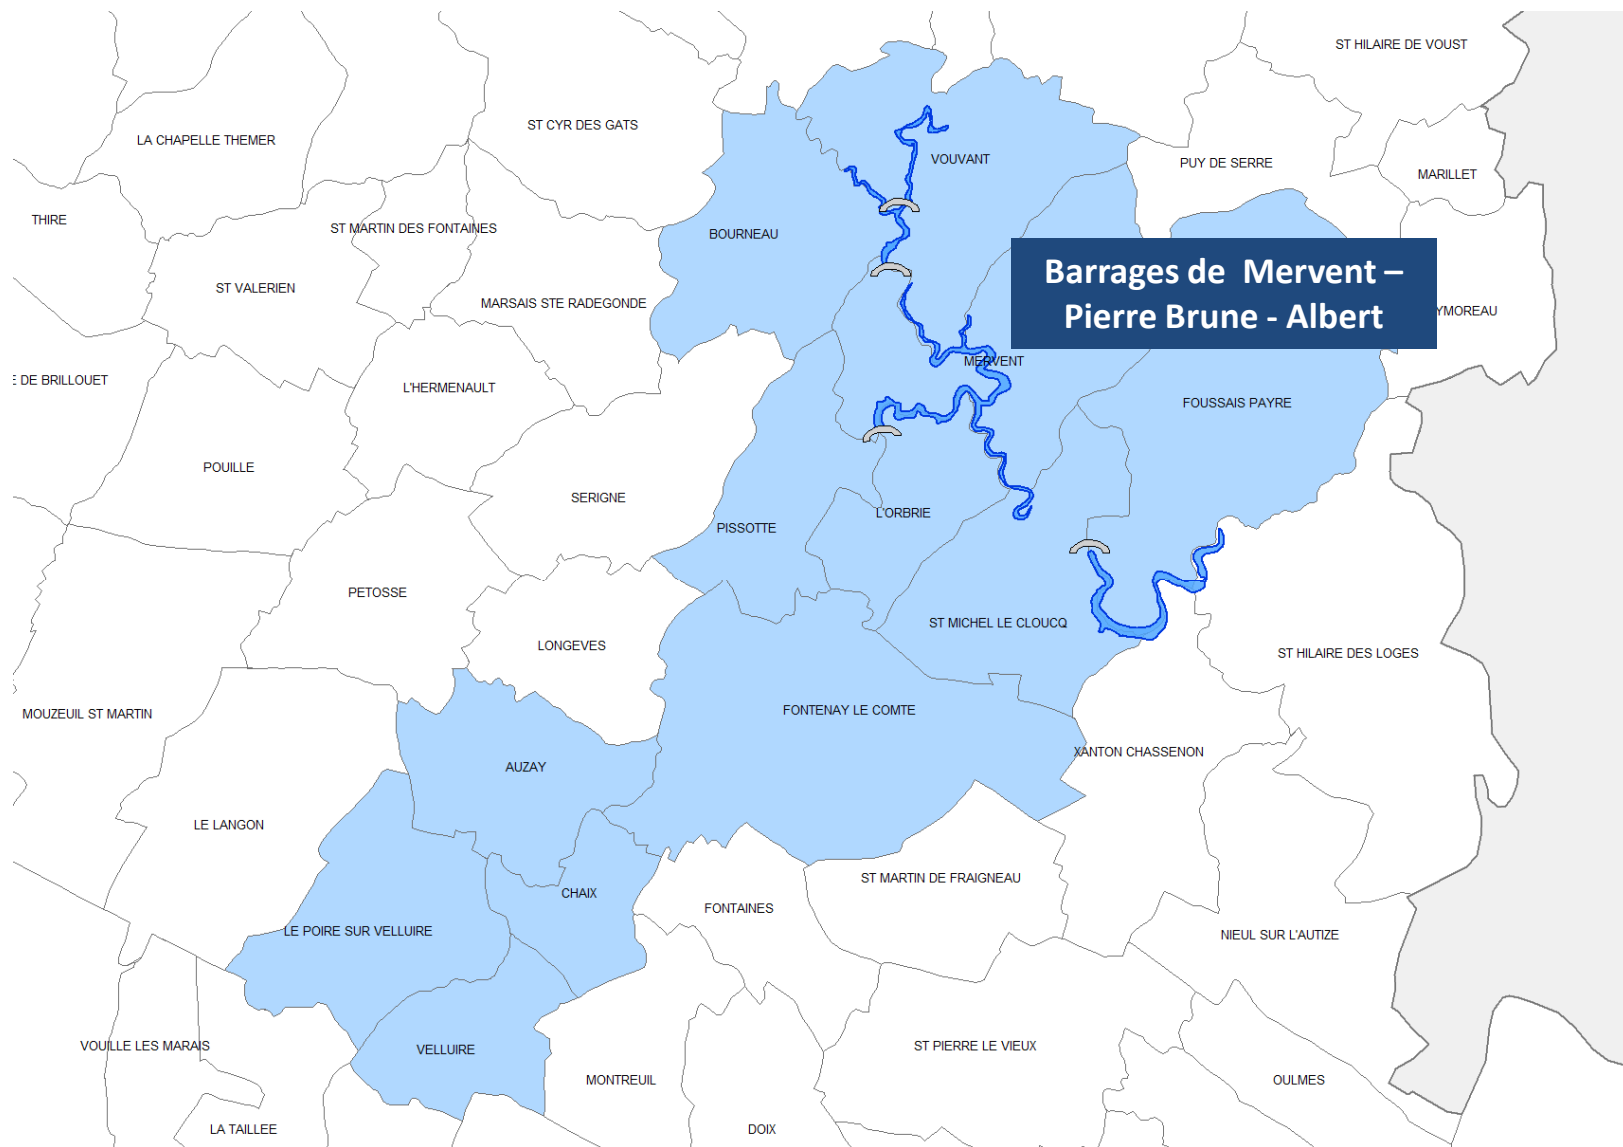 ST HILAIRE DE VOUST
ST CYR DES GATS
LA CHAPELLE THEMER
VOUVANT
PUY DE SERRE
MARILLET
THIRE
ST MARTIN DES FONTAINES
BOURNEAU
Barrages de Mervent –
Pierre Brune - Albert
ST VALERIEN
MARSAIS STE RADEGONDE
YMOREAU
MERVENT
E DE BRILLOUET
L'HERMENAULT
FOUSSAIS PAYRE
POUILLE
SERIGNE
L'ORBRIE
PISSOTTE
PETOSSE
ST MICHEL LE CLOUCQ
LONGEVES
ST HILAIRE DES LOGES
MOUZEUIL ST MARTIN
FONTENAY LE COMTE
XANTON CHASSENON
AUZAY
LE LANGON
ST MARTIN DE FRAIGNEAU
CHAIX
FONTAINES
LE POIRE SUR VELLUIRE
NIEUL SUR L'AUTIZE
VOUILLE LES MARAIS
VELLUIRE
ST PIERRE LE VIEUX
MONTREUIL
OULMES
LA TAILLEE
DOIX